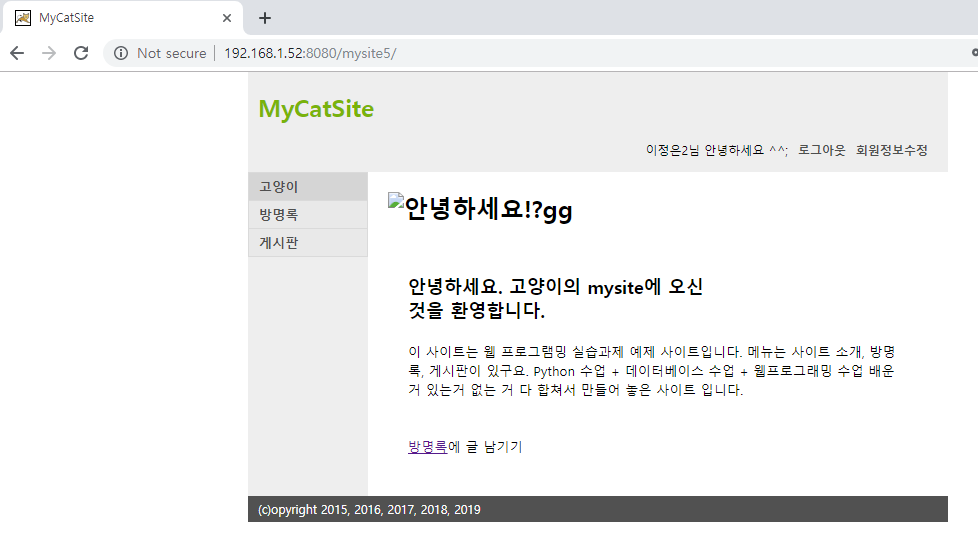 MyCatSite
Not secure | 192.168.1.52:8080/mysite5/
MyCatSite
이정은2님 안녕하세요 ^^; 로그아웃 회원정보수정
고양이
방명록
게시판
안녕하세요!?gg
안녕하세요. 고양이의 mysite에 오신
것을 환영합니다.
이 사이트는 웹 프로그램밍 실습과제 예제 사이트입니다. 메뉴는 사이트 소개, 방명
록, 게시판이 있구요. Python 수업 + 데이터베이스 수업 + 웹프로그래밍 수업 배운
거 있는거 없는 거 다 합쳐서 만들어 놓은 사이트 입니다.
방명록에 글 남기기
(c)opyright 2015, 2016, 2017, 2018, 2019